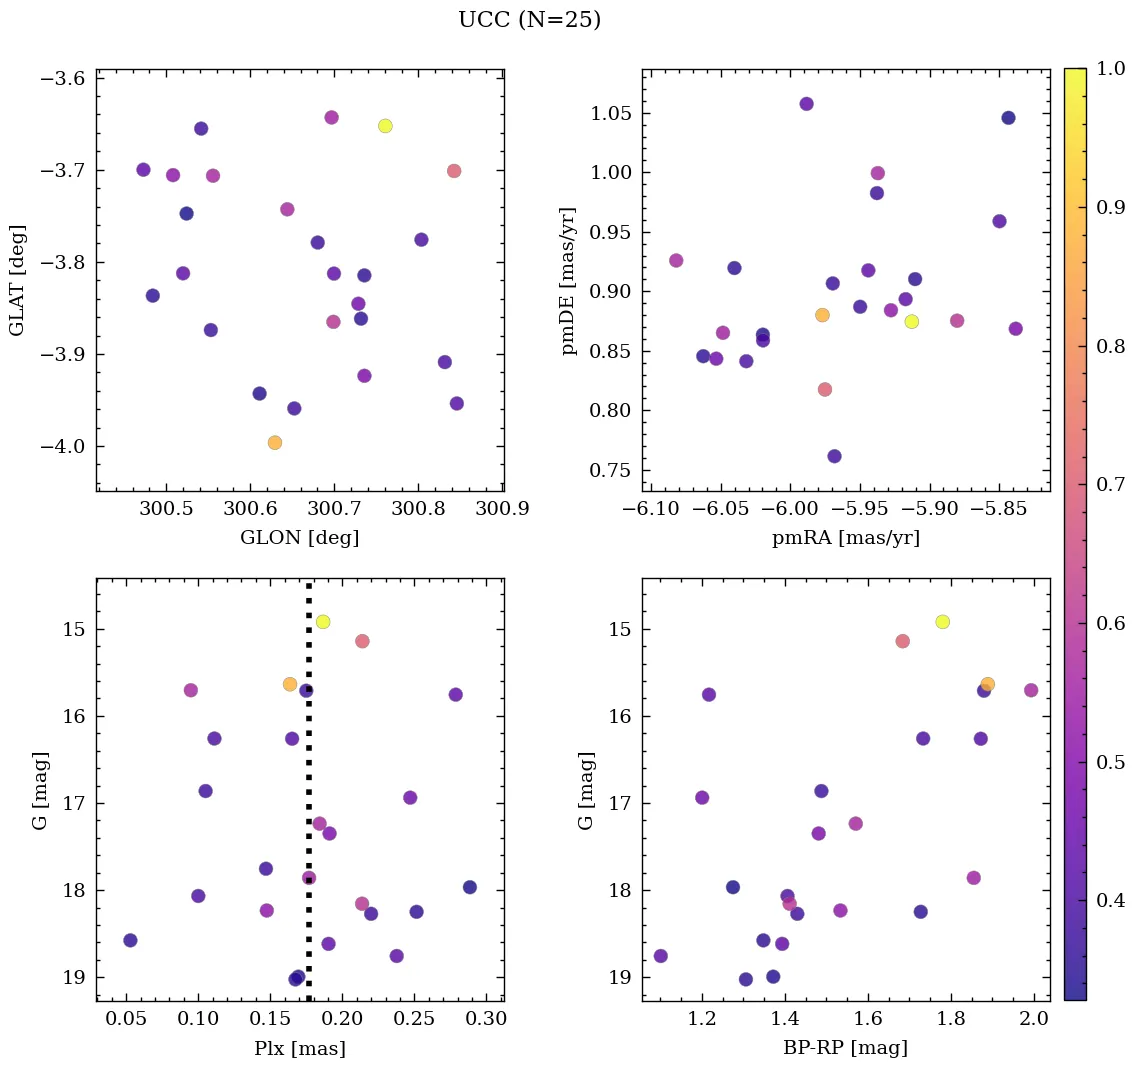 UCC (N=25)
−3.6
−3.7
−3.8
−3.9
−4.0
GLAT [deg]
300.5 300.6 300.7 300.8 300.9
GLON [deg]
1.05
1.00
0.95
0.90
0.85
0.80
0.75
pmDE [mas/yr]
−6.10 −6.05 −6.00 −5.95 −5.90 −5.85
pmRA [mas/yr]
1.0
0.9
0.8
0.7
0.6
0.5
0.4
15
16
17
18
19
G [mag]
0.05 0.10 0.15 0.20 0.25 0.30
Plx [mas]
15
16
17
18
19
G [mag]
1.2 1.4 1.6 1.8 2.0
BP-RP [mag]